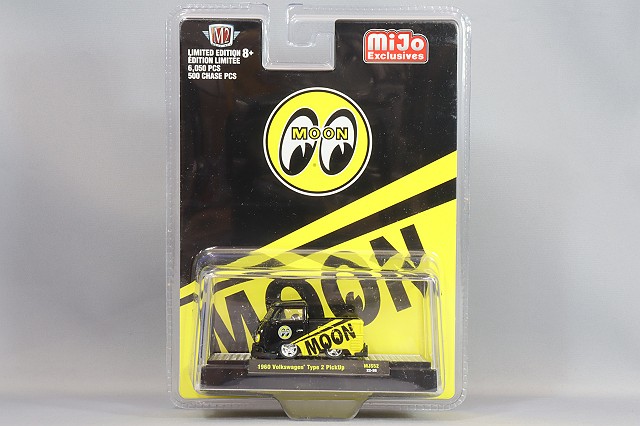 M2
LIMITED EDITION 8+
ÉDITION LIMITÉE
6,050 PCS
500 CHASE PCS
MiJo
Exclusives
MOON
MOON
MOON
1960 Volkswagen Type 2 PickUp
MJS52